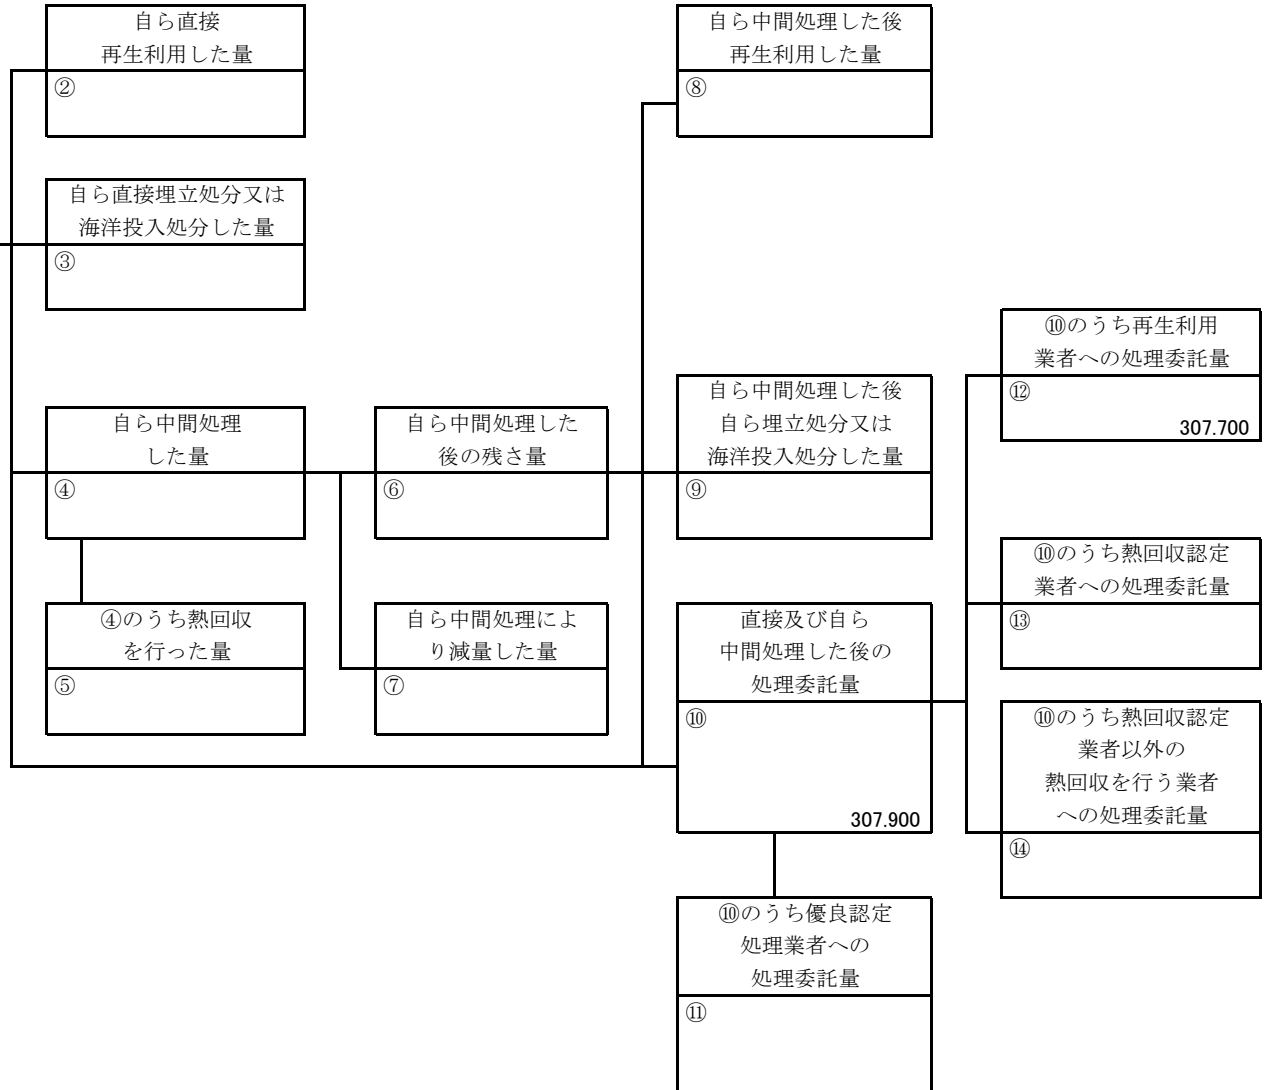 自ら直接
再生利用した量
②
自ら中間処理した後
再生利用した量
⑧
自ら直接埋立処分又は
海洋投入処分した量
③
⑩のうち再生利用
業者への処理委託量
⑫
307.700
自ら中間処理
した量
④
自ら中間処理した
後の残さ量
⑥
自ら中間処理した後
自ら埋立処分又は
海洋投入処分した量
⑨
⑩のうち熱回収認定
業者への処理委託量
⑬
④のうち熱回収
を行った量
⑤
自ら中間処理によ
り減量した量
⑦
直接及び自ら
中間処理した後の
処理委託量
⑩
307.900
⑩のうち熱回収認定
業者以外の
熱回収を行う業者
への処理委託量
⑭
⑩のうち優良認定
処理業者への
処理委託量
⑪